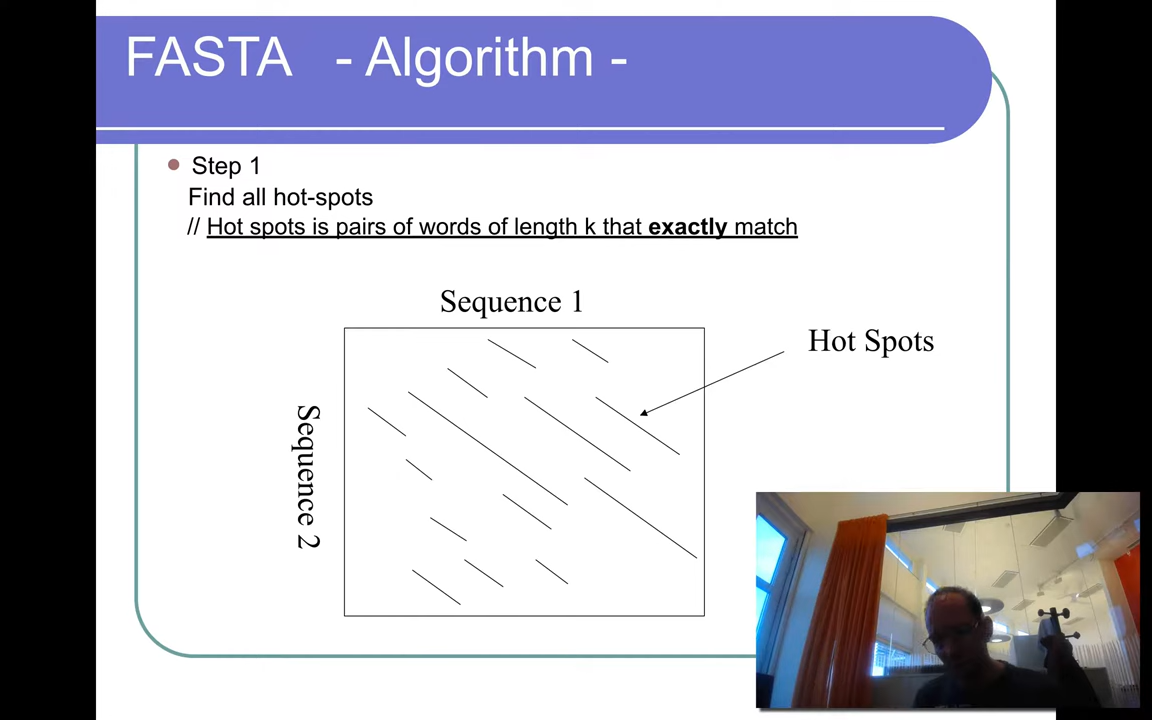 FASTA - Algorithm -
Step 1
Find all hot-spots
// Hot spots is pairs of words of length k that exactly match
Sequence 1
Hot Spots
Sequence 2